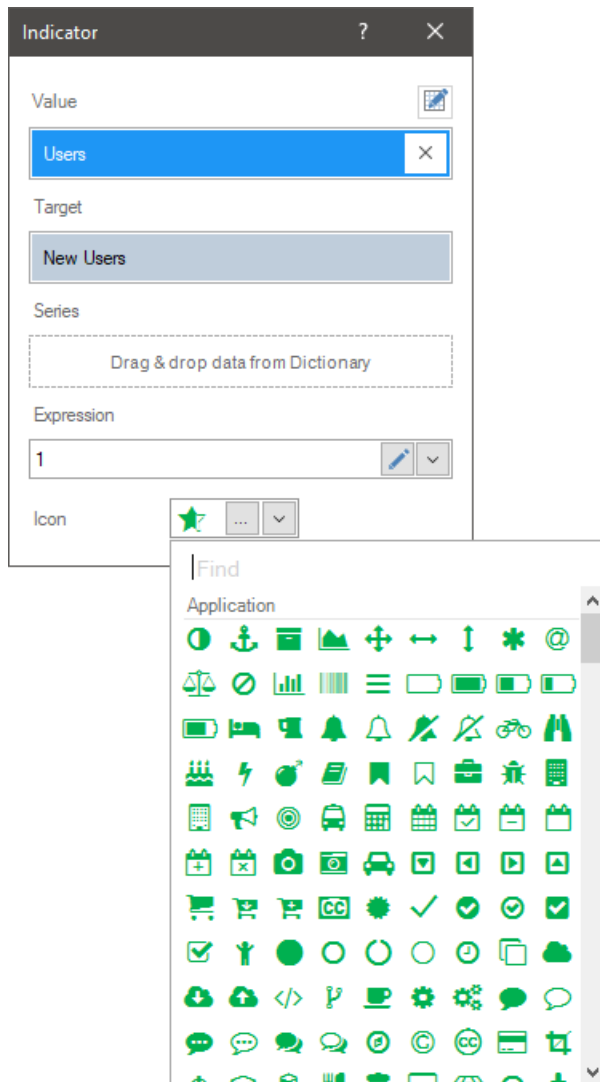 Indicator ?
Value
Users
Target
New Users
Series
Drag & drop data from Dictionary
Expression
1
Icon ...
Find
Application